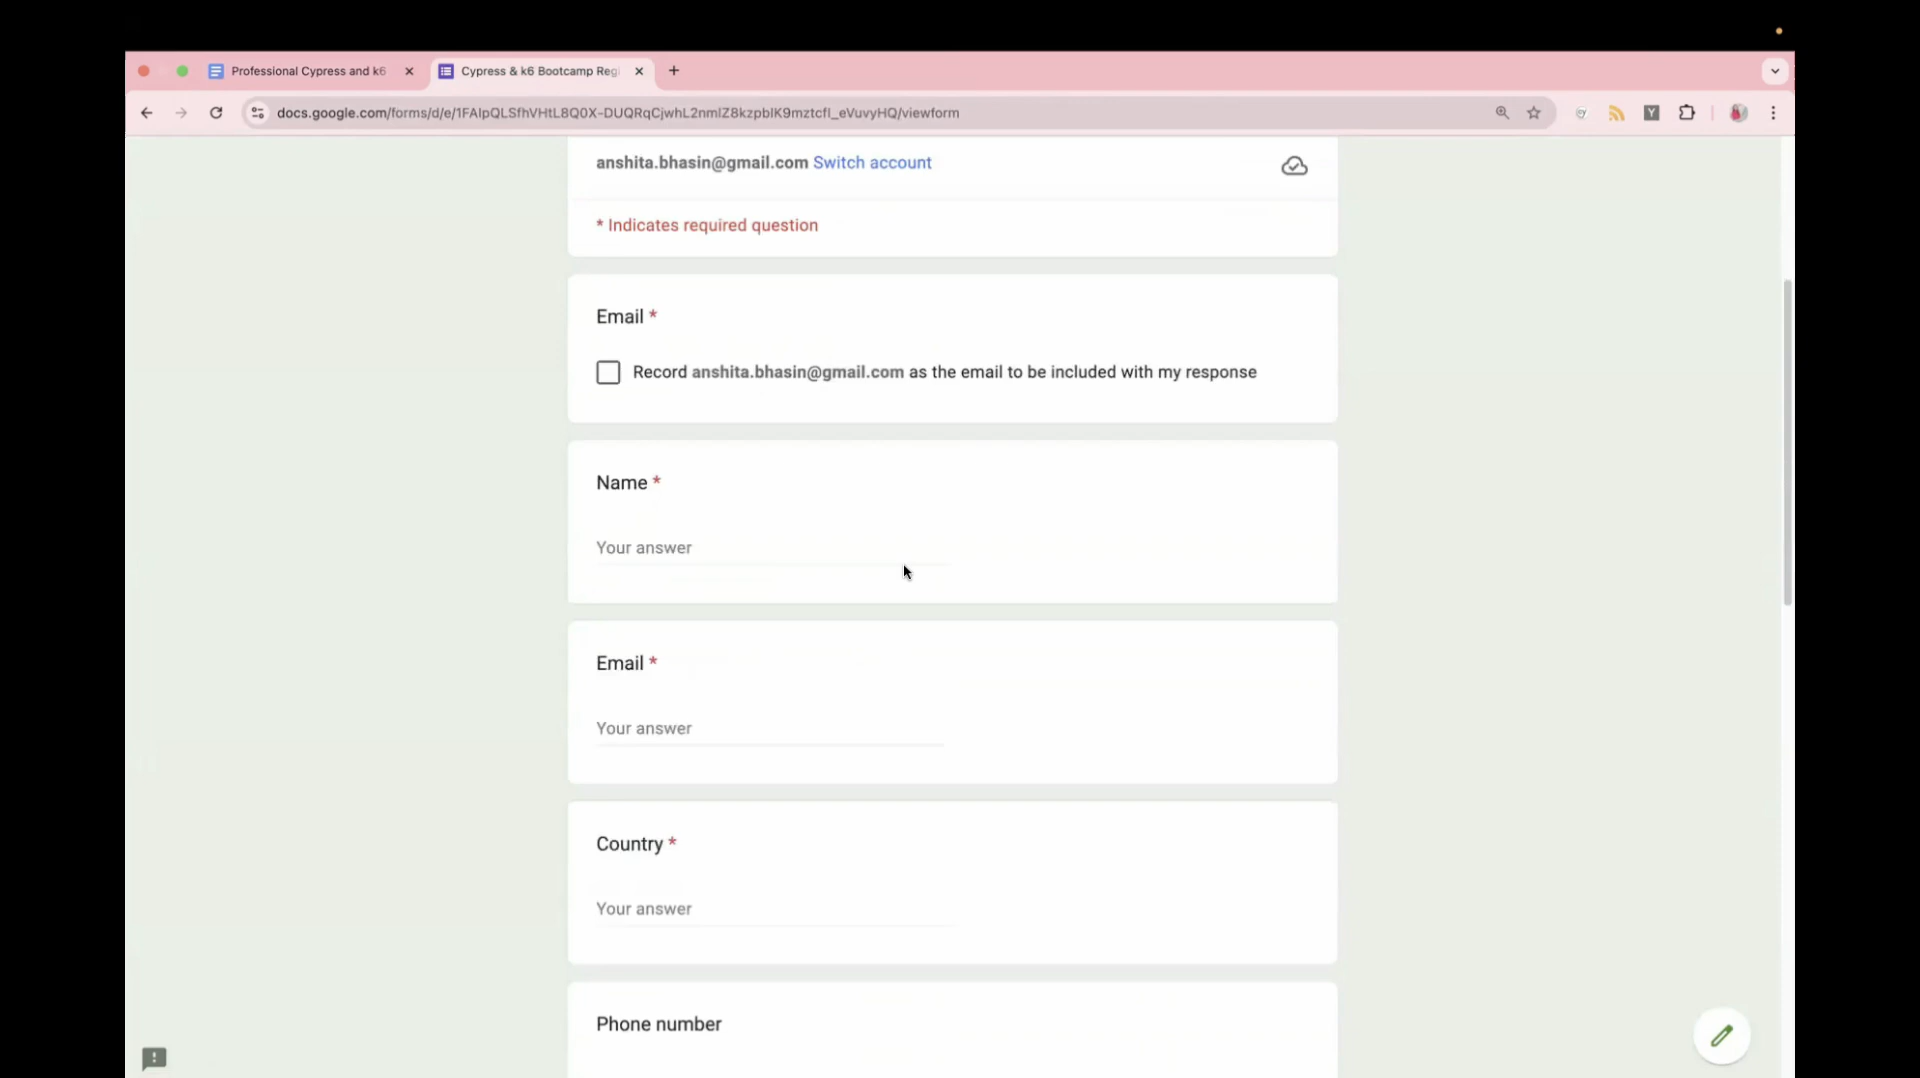 Professional Cypress and k6
Cypress & k6 Bootcamp Regi
docs.google.com/forms/d/e/1FAIpQLSfhVHtL8Q0X-DUQRqCjwhL2nmlZ8kzpblK9mztcfl_eVuvyHQ/viewform
anshita.bhasin@gmail.com Switch account
* Indicates required question
Email *
Record anshita.bhasin@gmail.com as the email to be included with my response
Name *
Your answer
Email *
Your answer
Country *
Your answer
Phone number